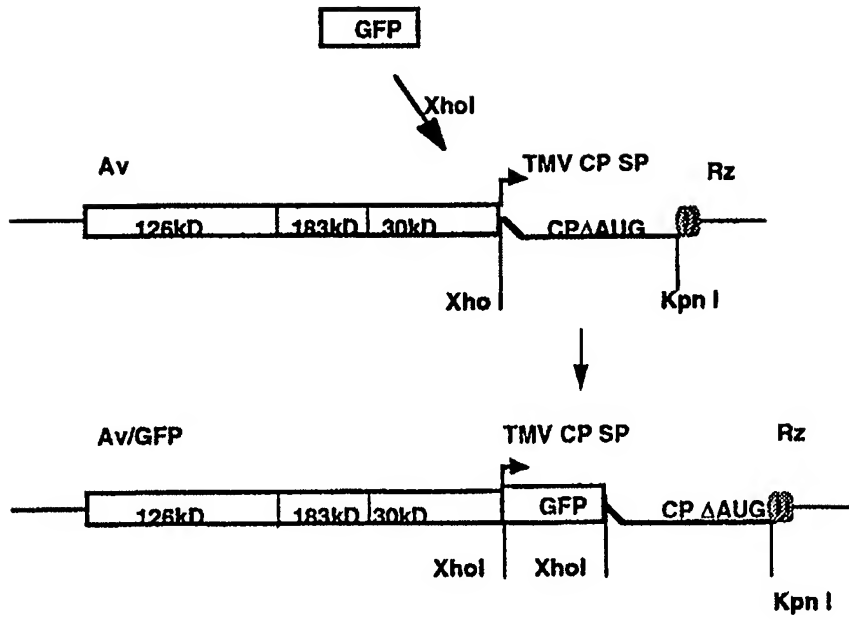 GFP
XhoI
Av
TMV CP SP
Rz
126kD 183kD 30kD
CPΔAUG
Xho I
Kpn I
Av/GFP
TMV CP SP
Rz
126kD 183kD 30kD
GFP
CP ΔAUG
XhoI XhoI
Kpn I